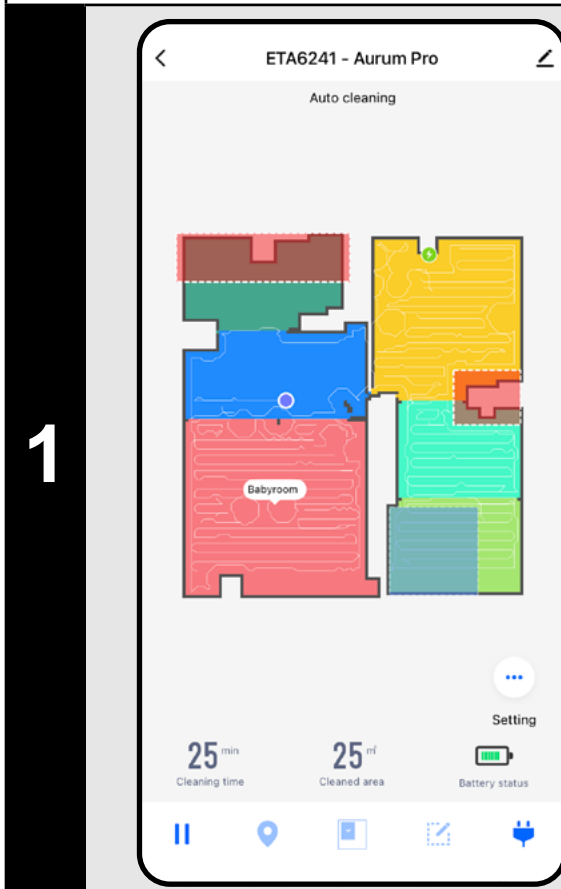 1
ETA6241 - Aurum Pro
Auto cleaning
Babyroom
Setting
25 min
25 ㎡
Cleaning time
Cleaned area
Battery status